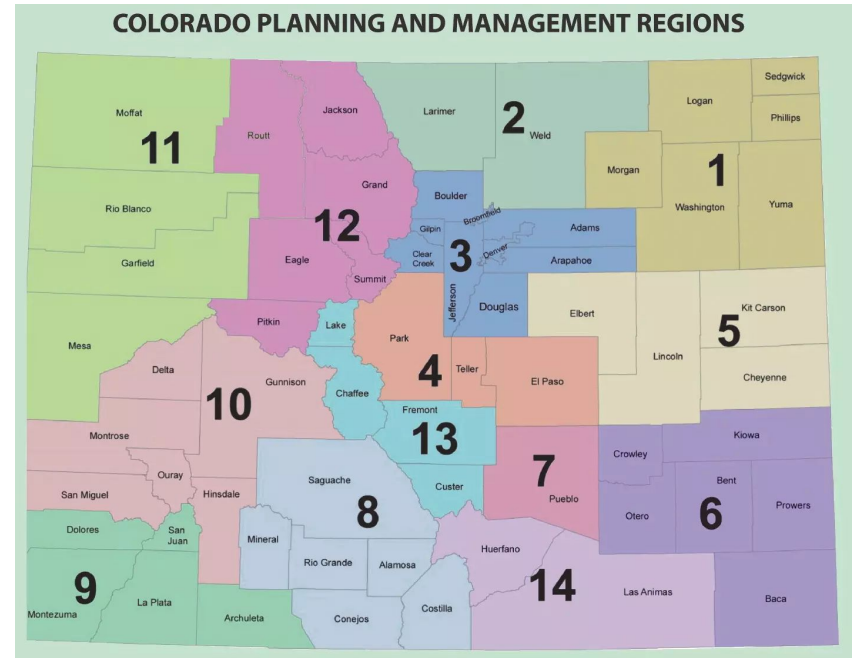 COLORADO PLANNING AND MANAGEMENT REGIONS
Sedgwick
Logan
Phillips
Moffat
11
Routt
Jackson
Larimer
2
Weld
Morgan
1
Washington
Yuma
Rio Blanco
Grand
12
Boulder
Gilpin
Broomfield
Adams
Clear
Creek
3
Denver
Arapahoe
Garfield
Eagle
Summit
Jefferson
Douglas
Elbert
Kit Carson
5
Pitkin
Lake
Park
Mesa
Lincoln
Delta
Gunnison
10
Chaffee
4
Teller
El Paso
Cheyenne
Fremont
13
Montrose
Ouray
Kiowa
Crowley
7
Pueblo
Bent
6
Prowers
Otero
San Miguel
Hinsdale
Saguache
8
Custer
Dolores
San
Juan
Mineral
Rio Grande
Alamosa
Huerfano
9
Montezuma
La Plata
Archuleta
Conejos
Costilla
14
Las Animas
Baca